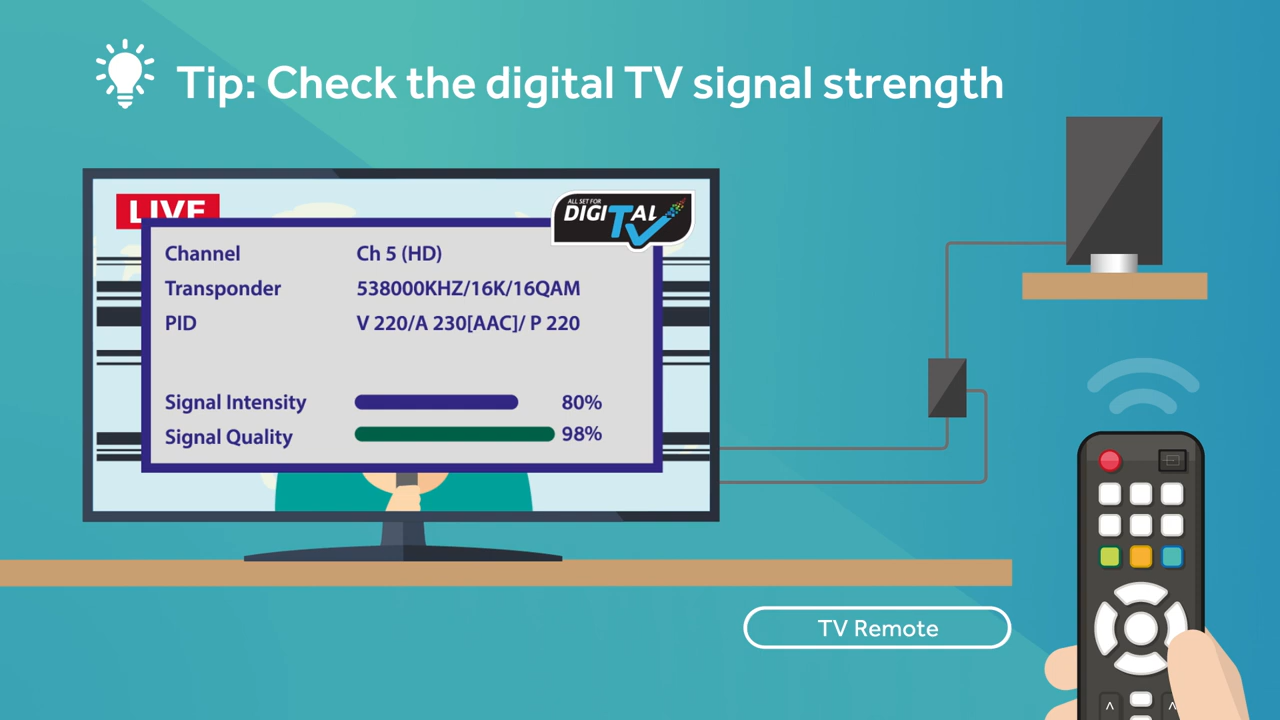 Tip: Check the digital TV signal strength
LIVE
ALL SET FOR
DIGITAL
TV
Channel Ch 5 (HD)
Transponder 538000KHZ/16K/16QAM
PID V 220/A 230[AAC]/ P 220
Signal Intensity 80%
Signal Quality 98%
TV Remote